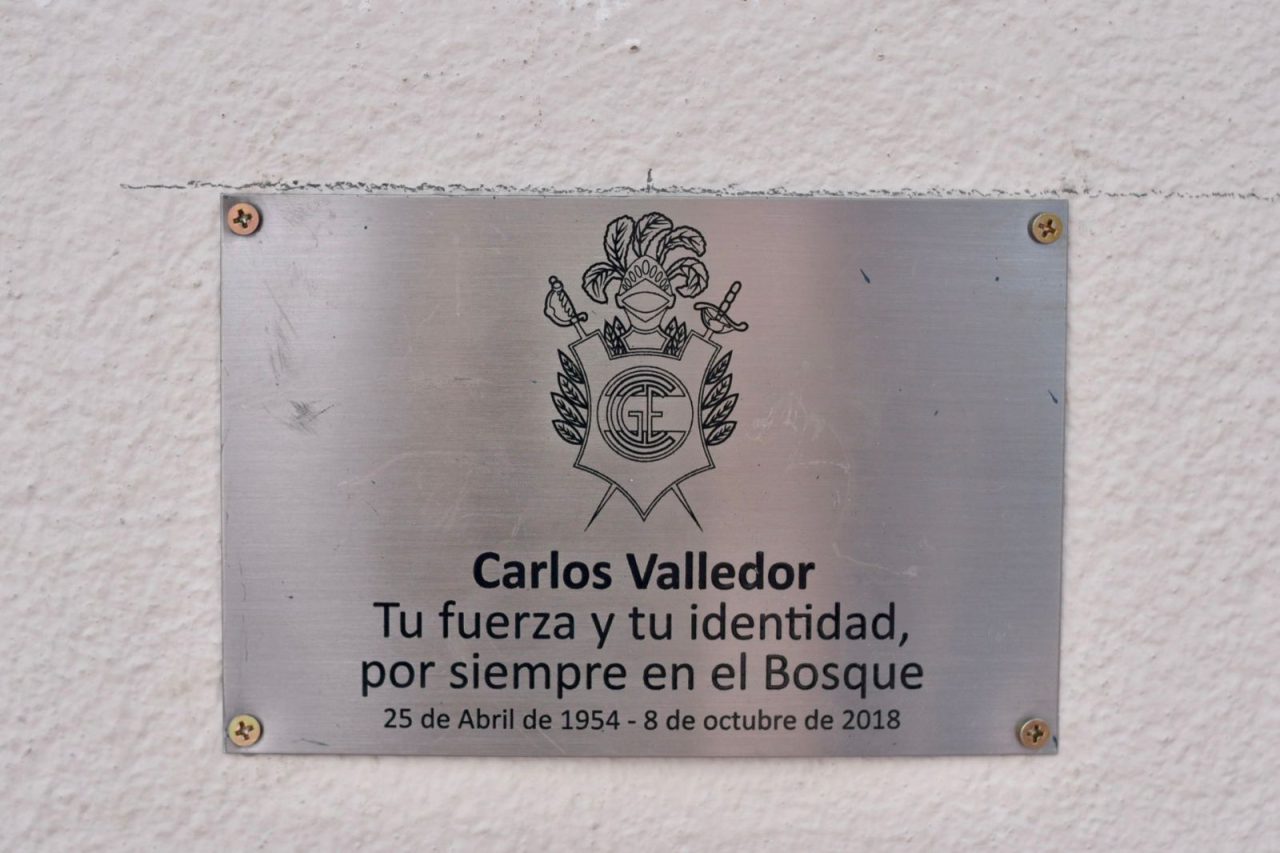 GE
Carlos Valledor
Tu fuerza y tu identidad,
por siempre en el Bosque
25 de Abril de 1954 - 8 de octubre de 2018